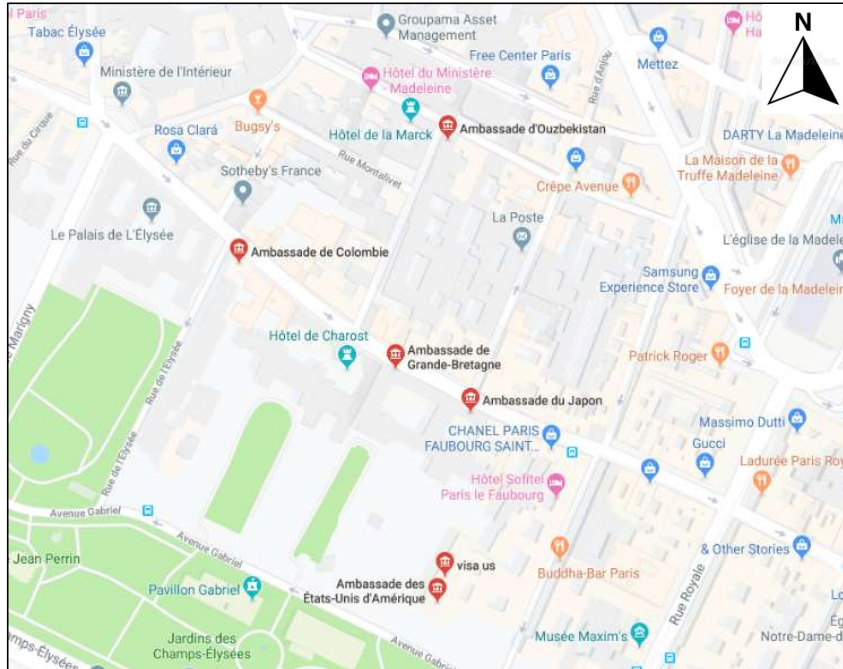 Paris
Groupama Asset
Management
Tabac Élysée
Free Center Paris
Mettez
N
Hôtel du Ministère
Madeleine
Rue d'Anjou
Ministère de l'Intérieur
Hôtel de la Marck
Ambassade d'Ouzbekistan
DARTY La Madeleine
Rosa Clará
Bugsy's
Rue du Cirque
Rue Montalivet
La Maison de la
Truffe Madeleine
Sotheby's France
Crêpe Avenue
Le Palais de L'Élysée
La Poste
L'église de la Madele
Ambassade de Colombie
Samsung
Experience Store
Foyer de la Madelein
Marigny
Hôtel de Charost
Ambassade de
Grande-Bretagne
Patrick Roger
Rue de l'Elysée
Ambassade du Japon
Massimo Dutti
CHANEL PARIS
FAUBOURG SAINT...
Gucci
Rue de l'Elysée
Hôtel Sofitel
Paris le Faubourg
Ladurée Paris Roy
Avenue Gabriel
Avenue Gabriel
& Other Stories
Jean Perrin
visa us
Buddha-Bar Paris
Ambassade des
États-Unis d'Amérique
Pavillon Gabriel
Rue Royale
Jardins des
Champs-Élysées
Avenue Gabriel
Musée Maxim's
Notre-Dame-d
mps-Élysées